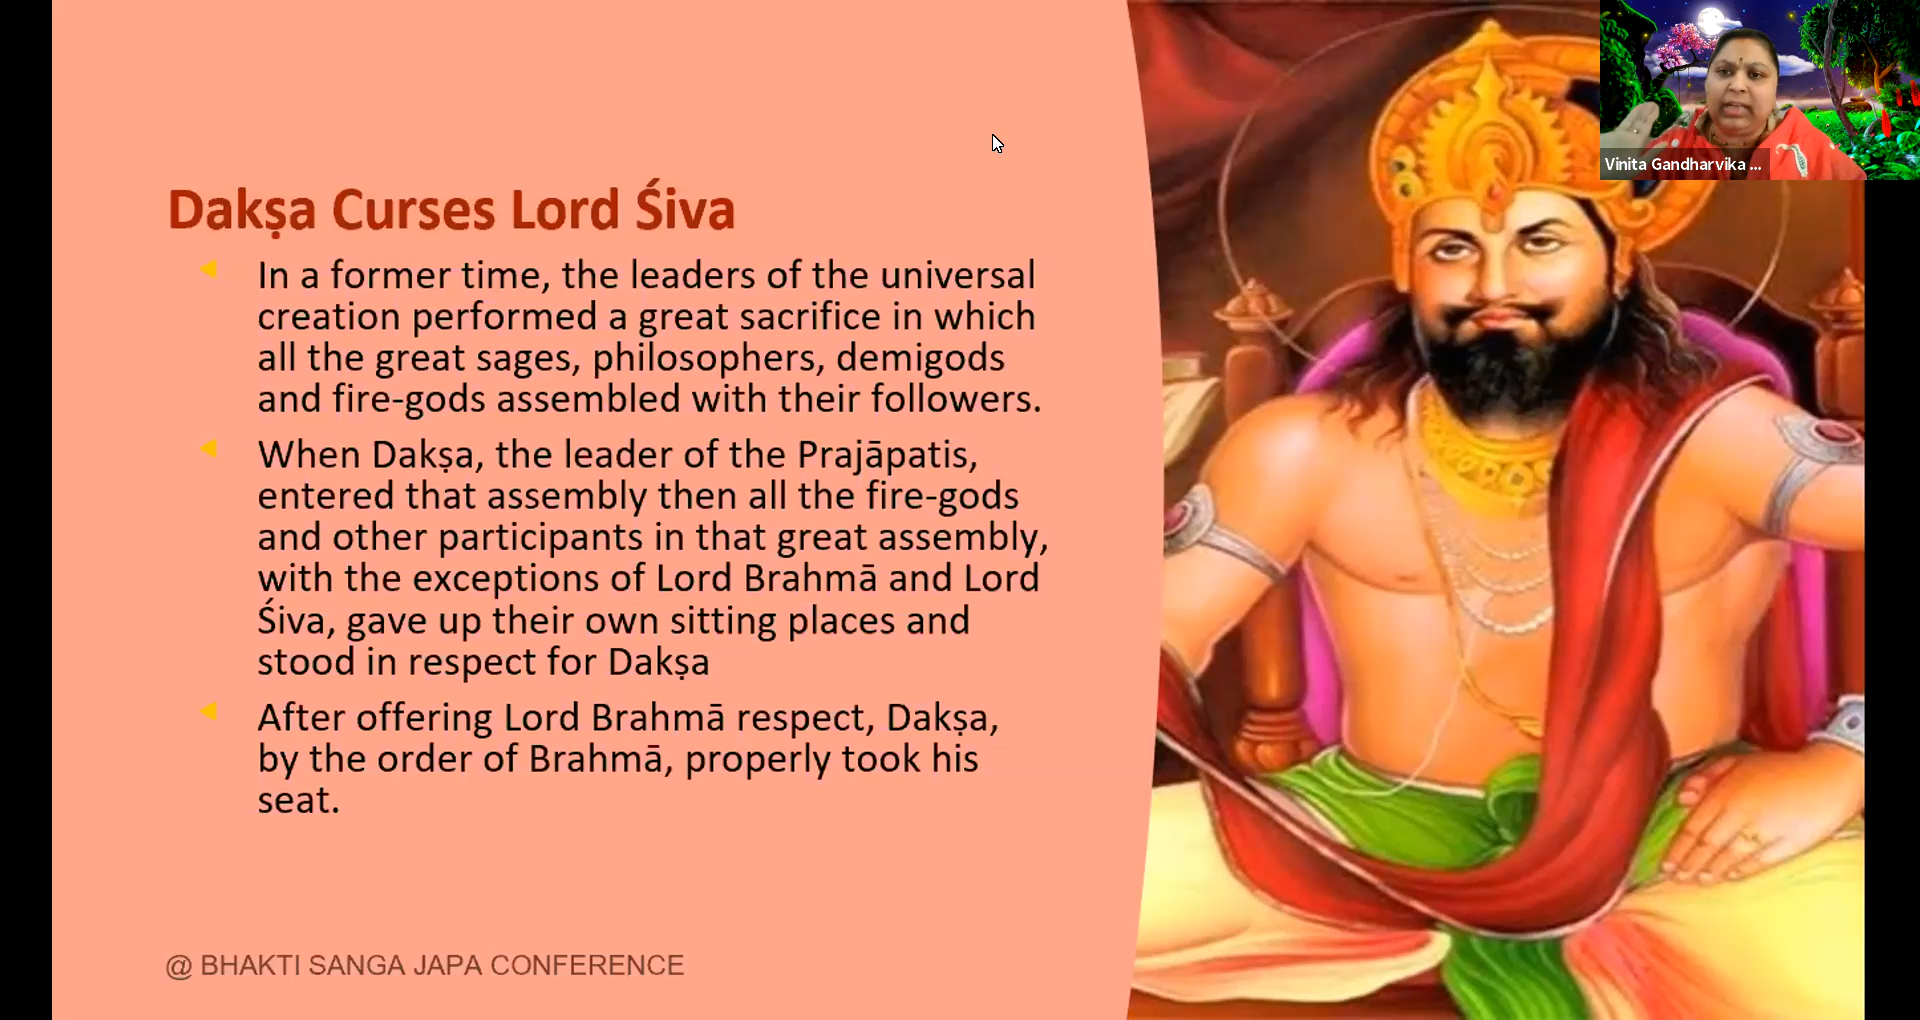 Vinita Gandharvika ...
Dakṣa Curses Lord Śiva
In a former time, the leaders of the universal
creation performed a great sacrifice in which
all the great sages, philosophers, demigods
and fire-gods assembled with their followers.
When Dakṣa, the leader of the Prajāpatis,
entered that assembly then all the fire-gods
and other participants in that great assembly,
with the exceptions of Lord Brahmā and Lord
Śiva, gave up their own sitting places and
stood in respect for Dakṣa
After offering Lord Brahmā respect, Dakṣa,
by the order of Brahmā, properly took his
seat.
@ BHAKTI SANGA JAPA CONFERENCE